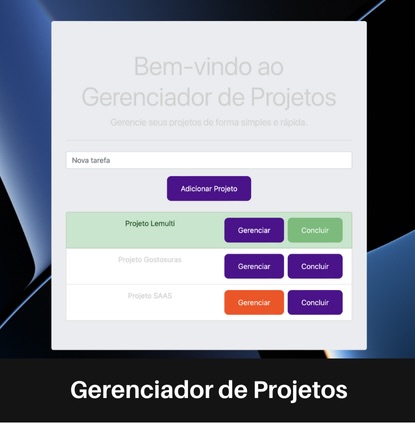 Bem-vindo ao
Gerenciador de Projetos
Gerencie seus projetos de forma simples e rápida.
Nova tarefa
Adicionar Projeto
Projeto Lemulti
Gerenciar
Concluir
Projeto Gostosuras
Gerenciar
Concluir
Projeto SAAS
Gerenciar
Concluir
Gerenciador de Projetos